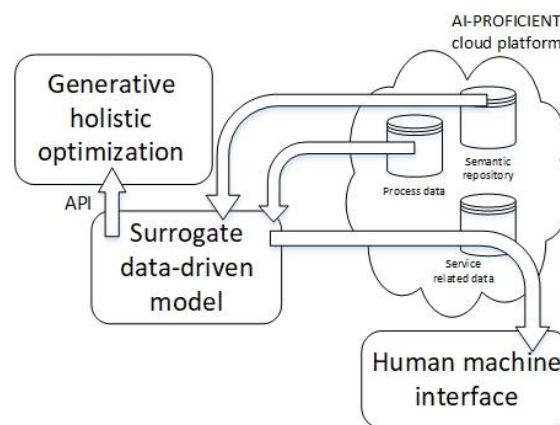 AI-PROFICIENT
cloud platform
Generative
holistic
optimization
Semantic
repository
Process data
API
Surrogate
data-driven
model
Service
related data
Human machine
interface